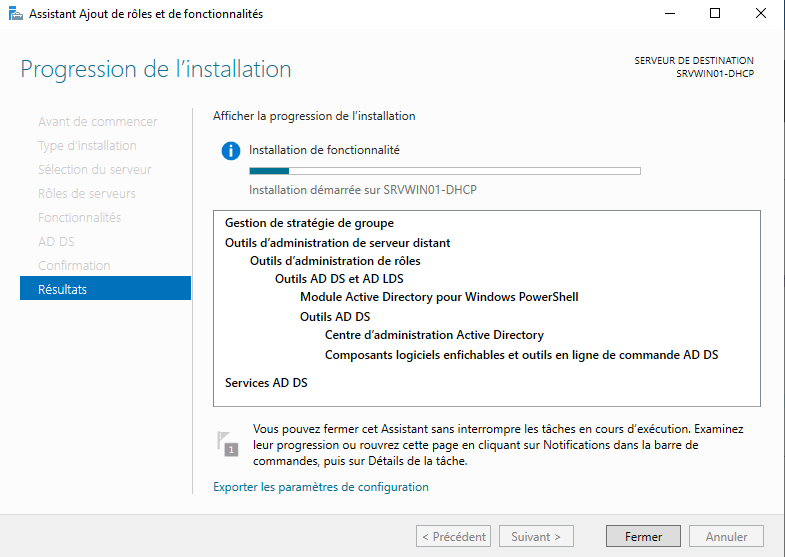 Assistant Ajout de rôles et de fonctionnalités
Progression de l'installation
SERVEUR DE DESTINATION
SRVWIN01-DHCP
Avant de commencer
Type d'installation
Sélection du serveur
Rôles de serveurs
Fonctionnalités
AD DS
Confirmation
Résultats
Afficher la progression de l'installation
Installation de fonctionnalité
Installation démarrée sur SRVWIN01-DHCP
Gestion de stratégie de groupe
Outils d'administration de serveur distant
Outils d'administration de rôles
Outils AD DS et AD LDS
Module Active Directory pour Windows PowerShell
Outils AD DS
Centre d'administration Active Directory
Composants logiciels enfichables et outils en ligne de commande AD DS
Services AD DS
1
Vous pouvez fermer cet Assistant sans interrompre les tâches en cours d'exécution. Examinez
leur progression ou rouvrez cette page en cliquant sur Notifications dans la barre de
commandes, puis sur Détails de la tâche.
Exporter les paramètres de configuration
< Précédent
Suivant >
Fermer
Annuler